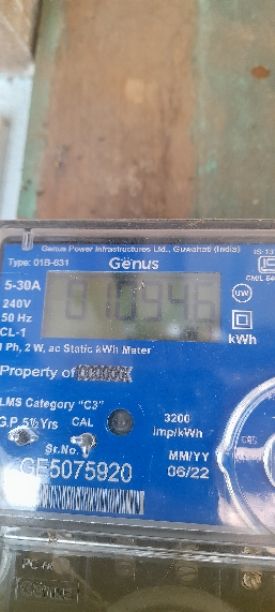 Genus Power Infrastructures Ltd., Guwahati (India)
Type: 01B-631
Genus
5-30A
240V
50 Hz
CL-1
UW
kWh
1 Ph, 2 W, ac Static kWh Meter
Property of
LMS Category "C3"
G.P. 5½ Yrs CAL
3200
imp/kWh
Sr.No.
GE5075920
MM/YY
06/22